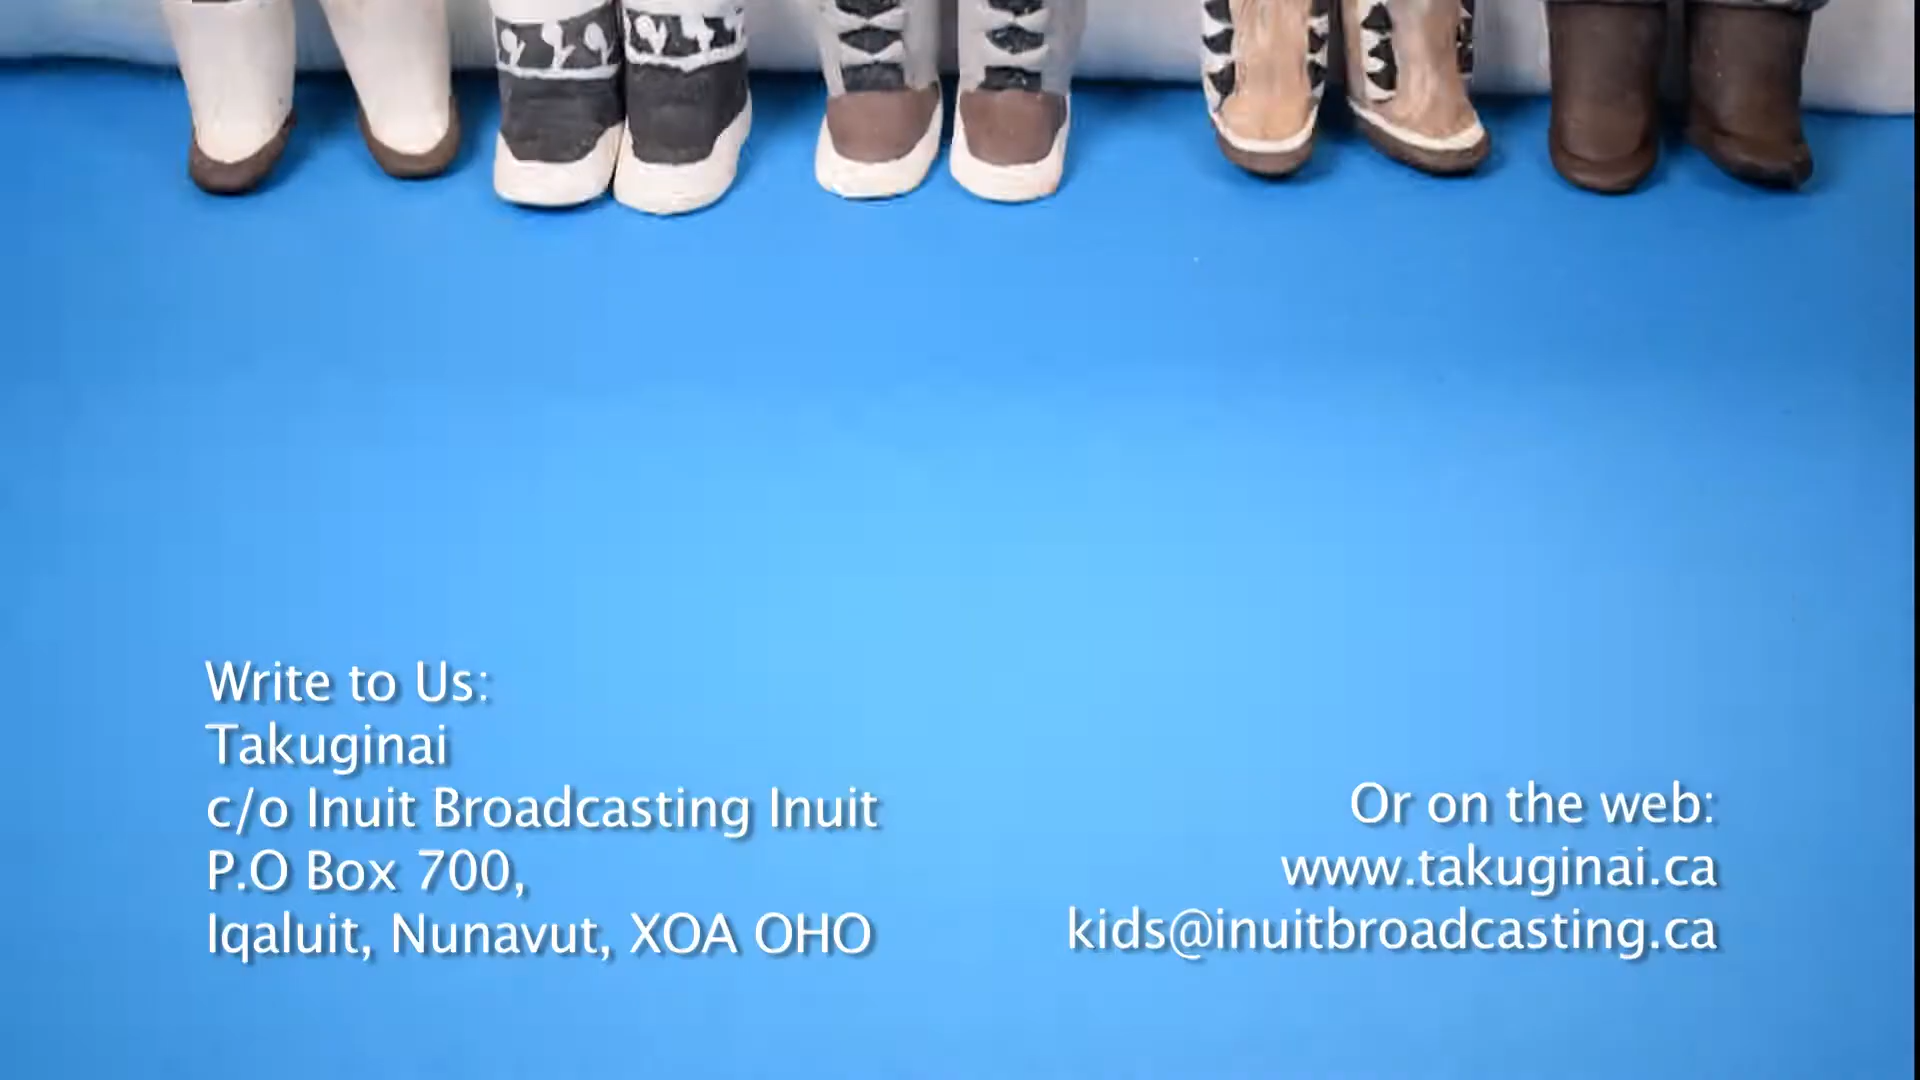 Write to Us:
Takuginai
c/o Inuit Broadcasting Inuit
P.O Box 700,
Iqaluit, Nunavut, XOA OHO
Or on the web:
www.takuginai.ca
kids@inuitbroadcasting.ca